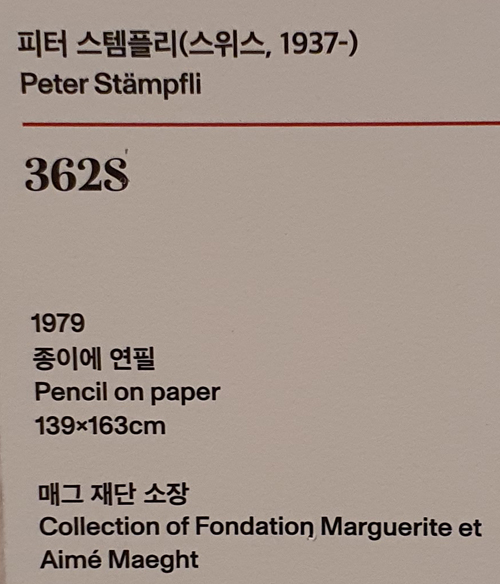 피터 스템플리(스위스, 1937-)
Peter Stämpfli
362S
1979
종이에 연필
Pencil on paper
139×163cm
매그 재단 소장
Collection of Fondation Marguerite et
Aimé Maeght